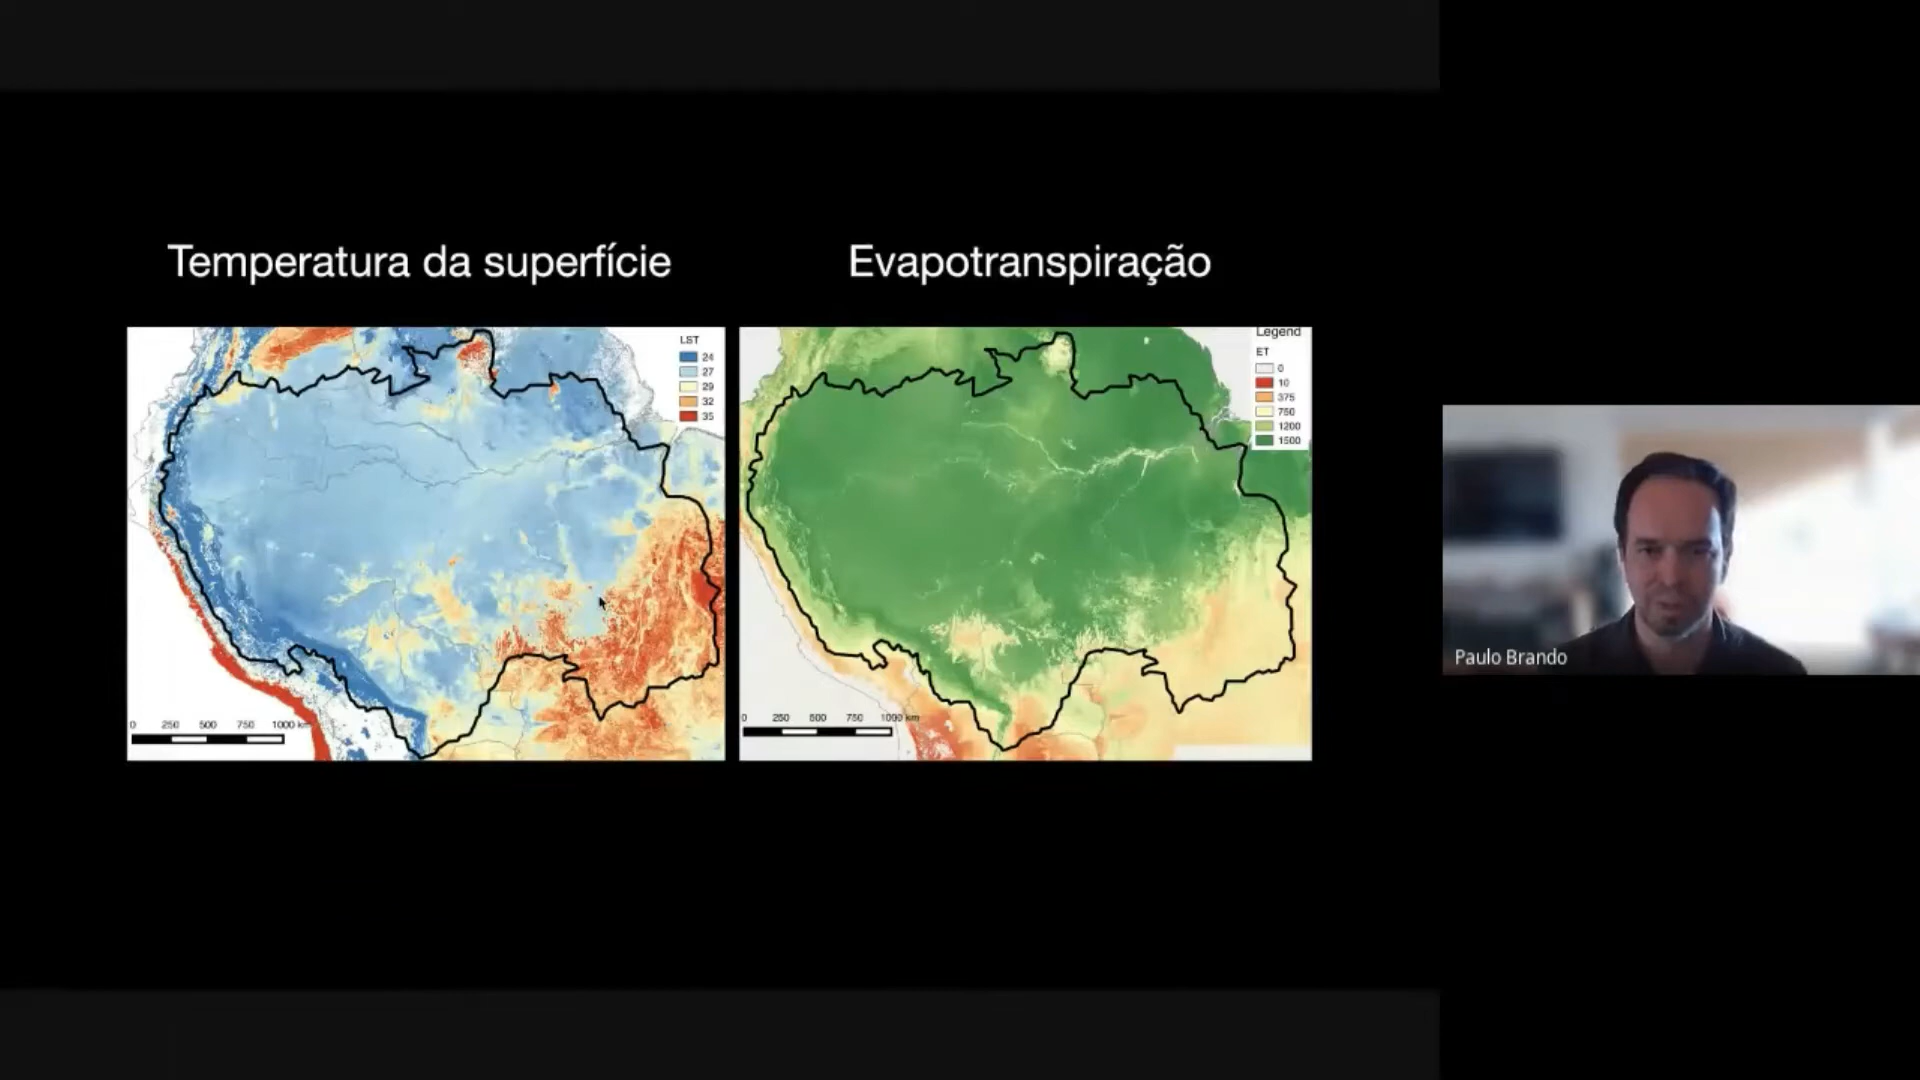 Temperatura da superfície
Evapotranspiração
LST
24
27
29
32
35
0 250 500 750 1000 km
Legend
ET
0
10
375
750
1200
1500
0 250 500 750 1000 km
Paulo Brando